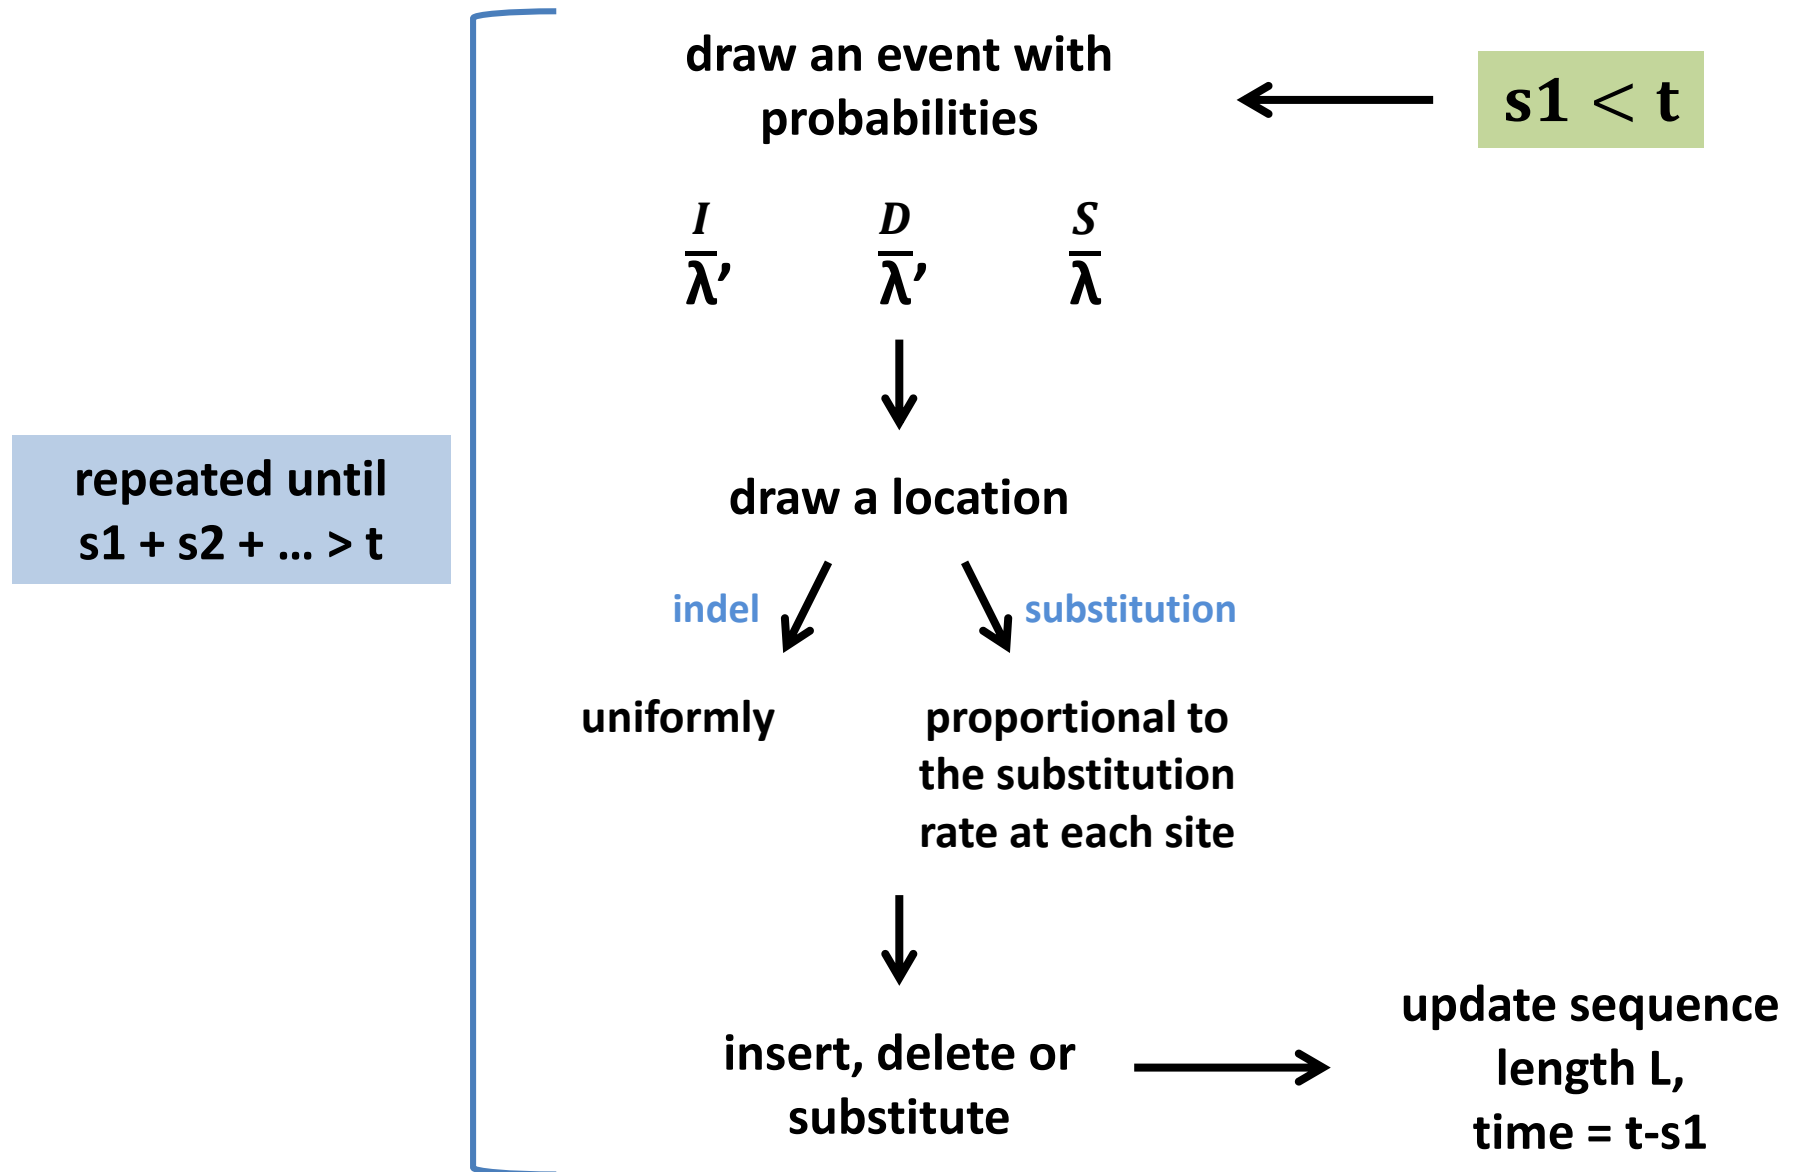 draw an event with
probabilities
s1 < t
I/λ, D/λ, S/λ
draw a location
repeated until
s1 + s2 + ... > t
indel
substitution
uniformly
proportional to
the substitution
rate at each site
insert, delete or
substitute
update sequence
length L,
time = t-s1